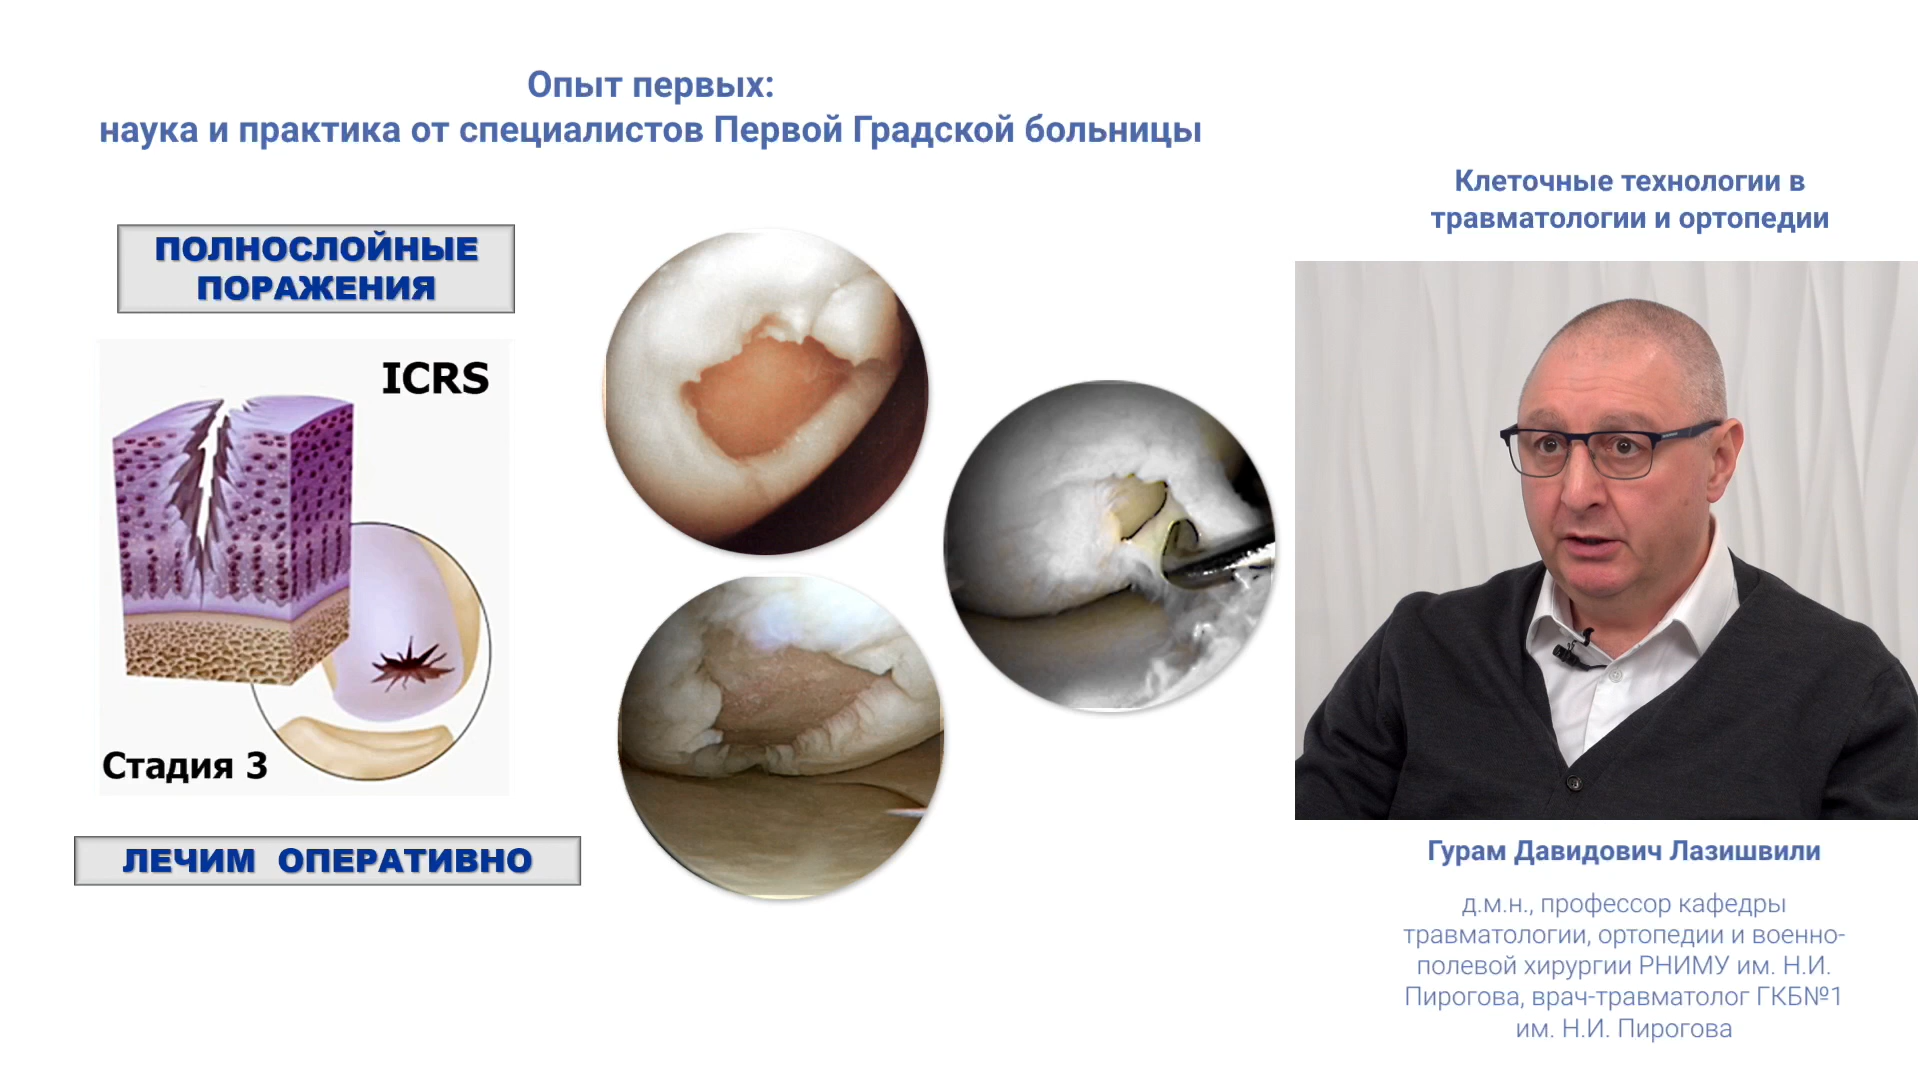 Опыт первых:
наука и практика от специалистов Первой Градской больницы
Клеточные технологии в
травматологии и ортопедии
ПОЛНОСЛОЙНЫЕ
ПОРАЖЕНИЯ
ICRS
Стадия 3
ЛЕЧИМ ОПЕРАТИВНО
Гурам Давидович Лазишвили
д.м.н., профессор кафедры
травматологии, ортопедии и военно-
полевой хирургии РНИМУ им. Н.И.
Пирогова, врач-травматолог ГКБ№1
им. Н.И. Пирогова